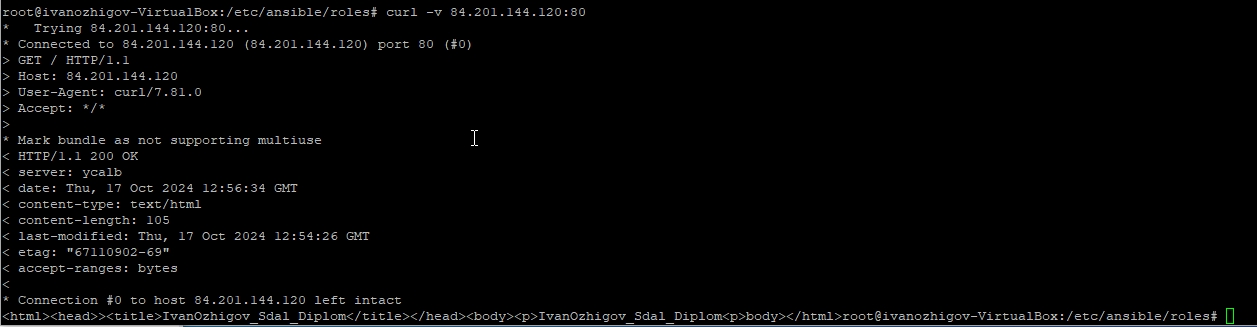 root@ivanozhigov-VirtualBox:/etc/ansible/roles# curl -v 84.201.144.120:80
*   Trying 84.201.144.120:80...
* Connected to 84.201.144.120 (84.201.144.120) port 80 (#0)
> GET / HTTP/1.1
> Host: 84.201.144.120
> User-Agent: curl/7.81.0
> Accept: */*
>
* Mark bundle as not supporting multiuse
< HTTP/1.1 200 OK
< server: ycalb
< date: Thu, 17 Oct 2024 12:56:34 GMT
< content-type: text/html
< content-length: 105
< last-modified: Thu, 17 Oct 2024 12:54:26 GMT
< etag: "67110902-69"
< accept-ranges: bytes
<
* Connection #0 to host 84.201.144.120 left intact
<html><head>><title>IvanOzhigov_Sdal_Diplom</title></head><body><p>IvanOzhigov_Sdal_Diplom<p>body></html>root@ivanozhigov-VirtualBox:/etc/ansible/roles#